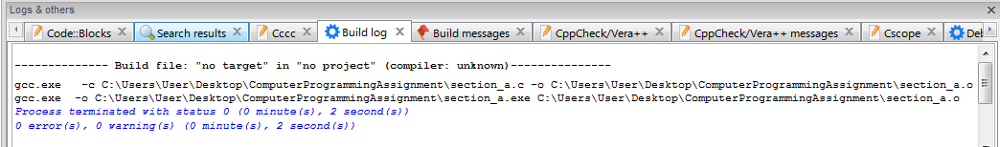 Logs & others
Code::Blocks Search results Cccc Build log Build messages CppCheck/Vera++ CppCheck/Vera++ messages Cscope Deb
-------------- Build file: "no target" in "no project" (compiler: unknown)---------------
gcc.exe   -c C:\Users\User\Desktop\ComputerProgrammingAssignment\section_a.c -o C:\Users\User\Desktop\ComputerProgrammingAssignment\section_a.o
gcc.exe  -o C:\Users\User\Desktop\ComputerProgrammingAssignment\section_a.exe C:\Users\User\Desktop\ComputerProgrammingAssignment\section_a.o
Process terminated with status 0 (0 minute(s), 2 second(s))
0 error(s), 0 warning(s) (0 minute(s), 2 second(s))